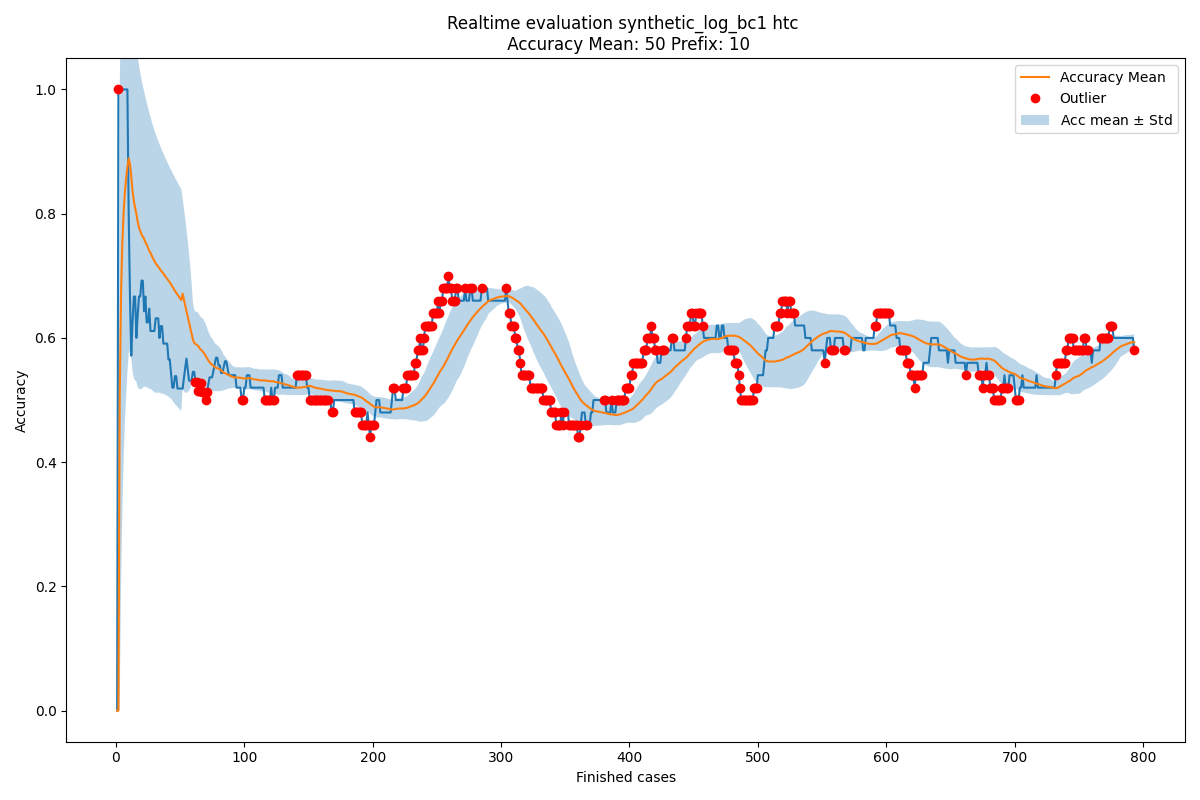 Realtime evaluation synthetic_log_bc1 htc
Accuracy Mean: 50 Prefix: 10
Accuracy Mean
Outlier
Acc mean ± Std
1.0
0.8
0.6
0.4
0.2
0.0
Accuracy
0 100 200 300 400 500 600 700 800
Finished cases